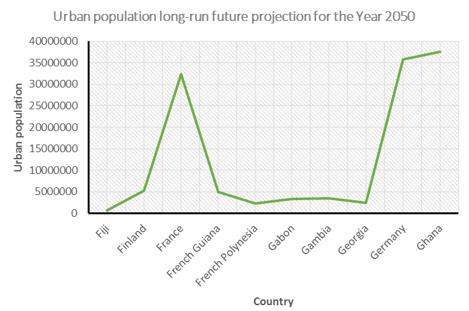 Urban population long-run future projection for the Year 2050
40000000
35000000
30000000
25000000
20000000
15000000
10000000
5000000
0
Urban population
Fiji
Finland
France
French Guiana
French Polynesia
Gabon
Gambia
Georgia
Germany
Ghana
Country